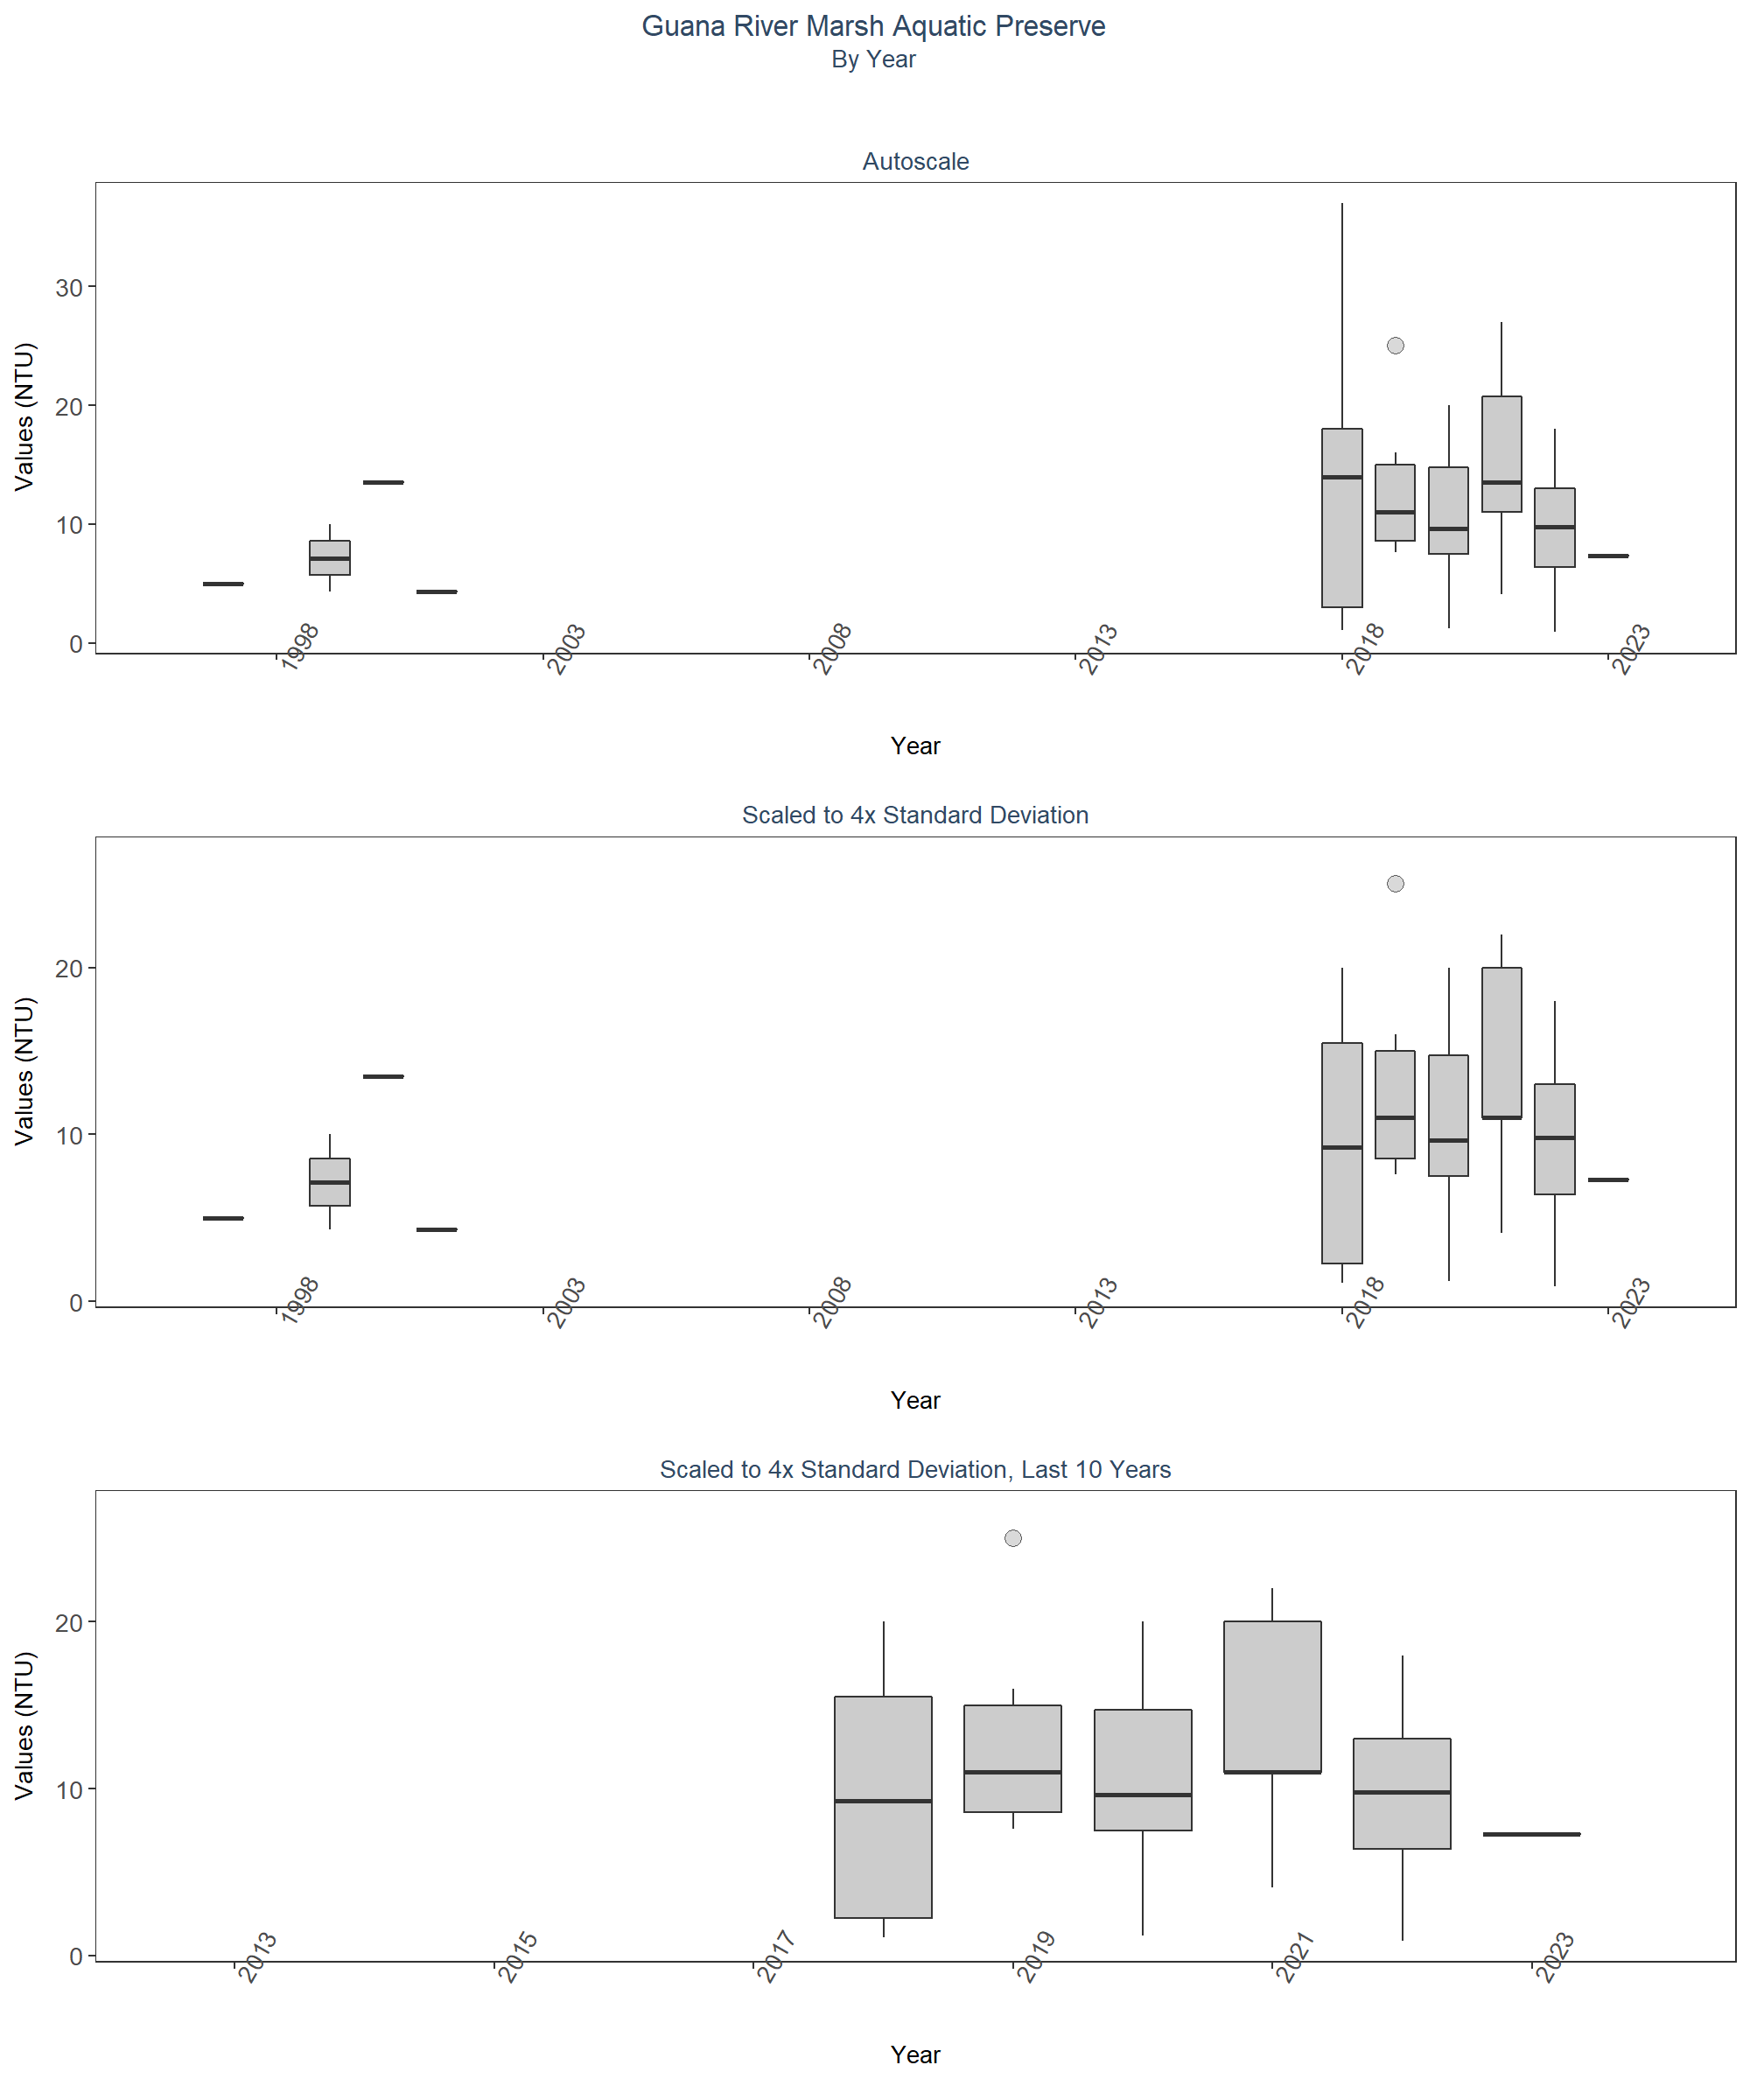 Guana River Marsh Aquatic Preserve
By Year
Autoscale
Values (NTU)
30
20
10
0
1998 2003 2008 2013 2018 2023
Year
Scaled to 4x Standard Deviation
Values (NTU)
20
10
0
1998 2003 2008 2013 2018 2023
Year
Scaled to 4x Standard Deviation, Last 10 Years
Values (NTU)
20
10
0
2013 2015 2017 2019 2021 2023
Year